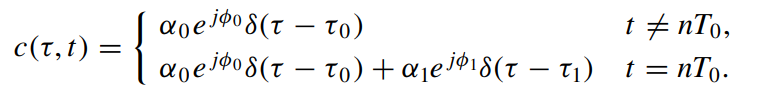 c(τ, t) = { α₀e^{jϕ₀}δ(τ − τ₀) t ≠ nT₀,
α₀e^{jϕ₀}δ(τ − τ₀) + α₁e^{jϕ₁}δ(τ − τ₁) t = nT₀.